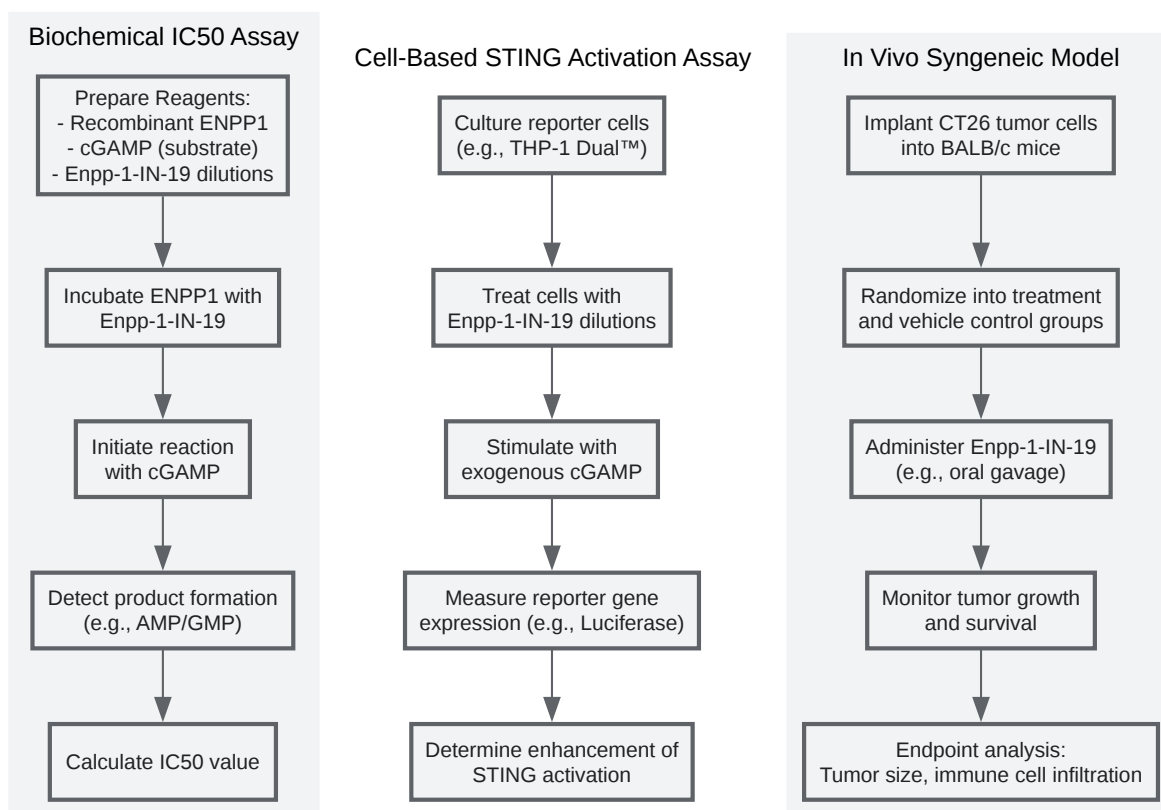 Biochemical IC50 Assay
Prepare Reagents:
- Recombinant ENPP1
- cGAMP (substrate)
- Enpp-1-IN-19 dilutions
Incubate ENPP1 with
Enpp-1-IN-19
Initiate reaction
with cGAMP
Detect product formation
(e.g., AMP/GMP)
Calculate IC50 value
Cell-Based STING Activation Assay
Culture reporter cells
(e.g., THP-1 Dual™)
Treat cells with
Enpp-1-IN-19 dilutions
Stimulate with
exogenous cGAMP
Measure reporter gene
expression (e.g., Luciferase)
Determine enhancement of
STING activation
In Vivo Syngeneic Model
Implant CT26 tumor cells
into BALB/c mice
Randomize into treatment
and vehicle control groups
Administer Enpp-1-IN-19
(e.g., oral gavage)
Monitor tumor growth
and survival
Endpoint analysis:
Tumor size, immune cell infiltration